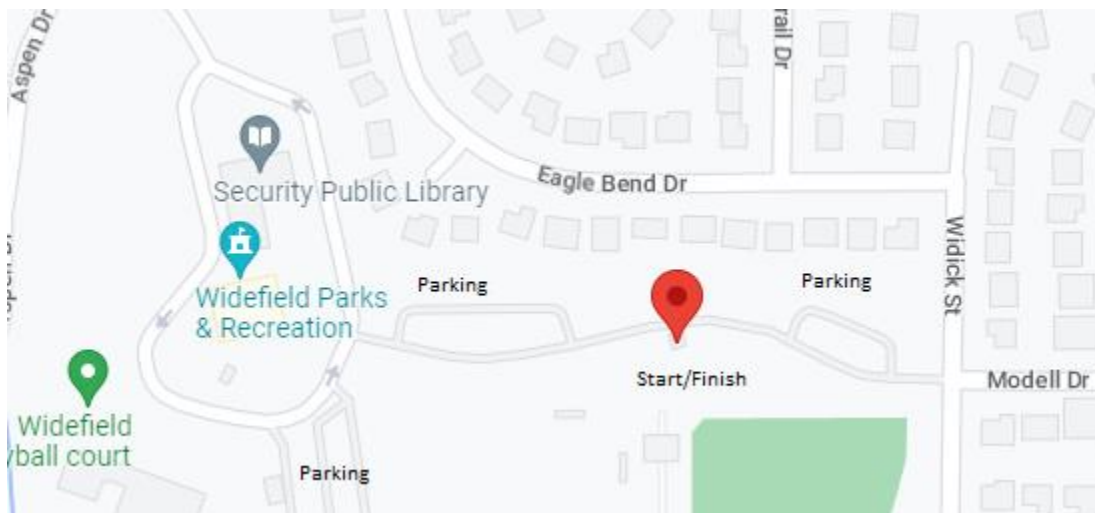 Aspen Dr
rail Dr
Security Public Library
Eagle Bend Dr
Widick St
Parking
Parking
Widefield Parks
& Recreation
Start/Finish
Modell Dr
Widefield
yball court
Parking